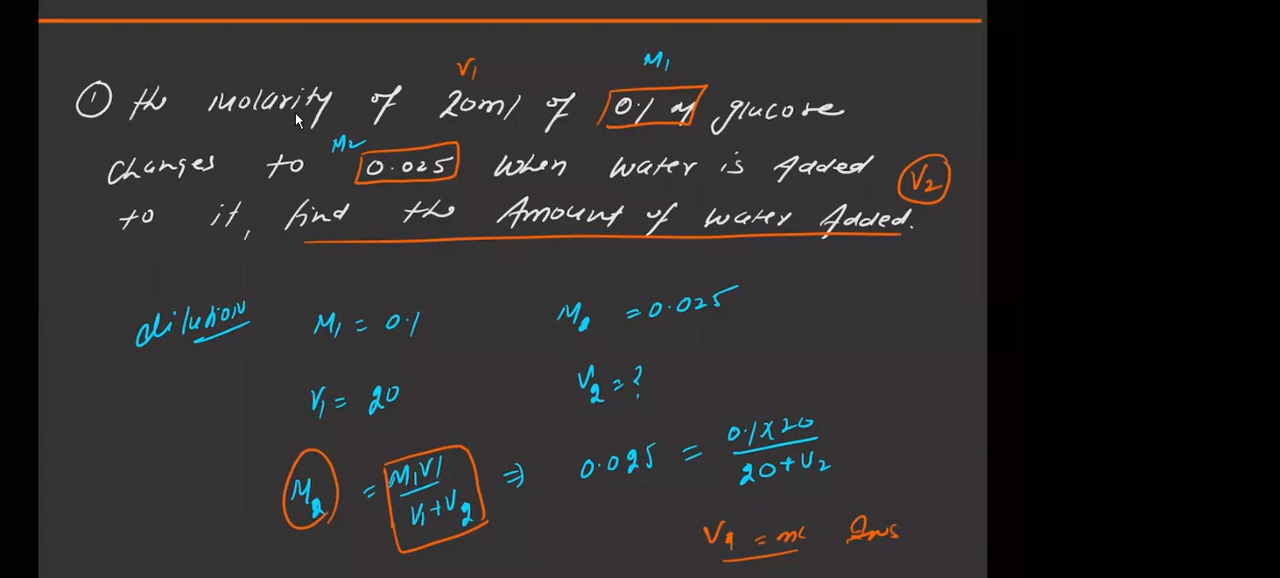 V1 M1
① the molarity of 20ml of 0.1 M glucose
M2
changes to 0.025 when water is Added V2
to it, find the Amount of water Added.
dilution M1 = 0.1 M2 = 0.025
V1 = 20 V2 = ?
M2 = M1V1 / V1+V2 ⇒ 0.025 = 0.1×20 / 20+V2
Ans